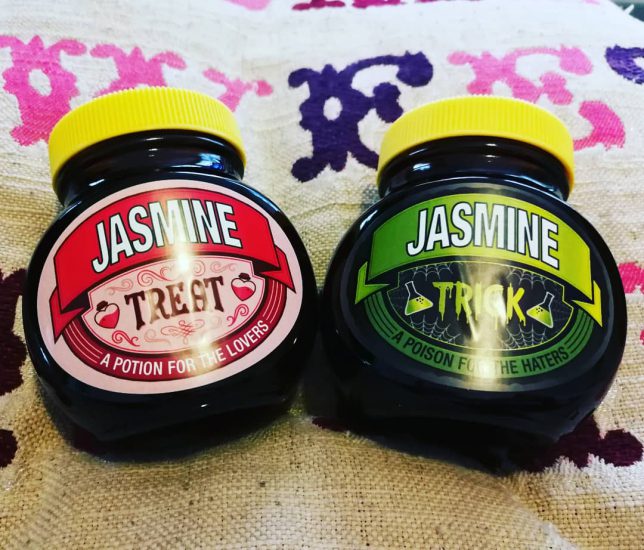 JASMINE
TREAT
A POTION FOR THE LOVERS
JASMINE
TRICK
A POISON FOR THE HATERS